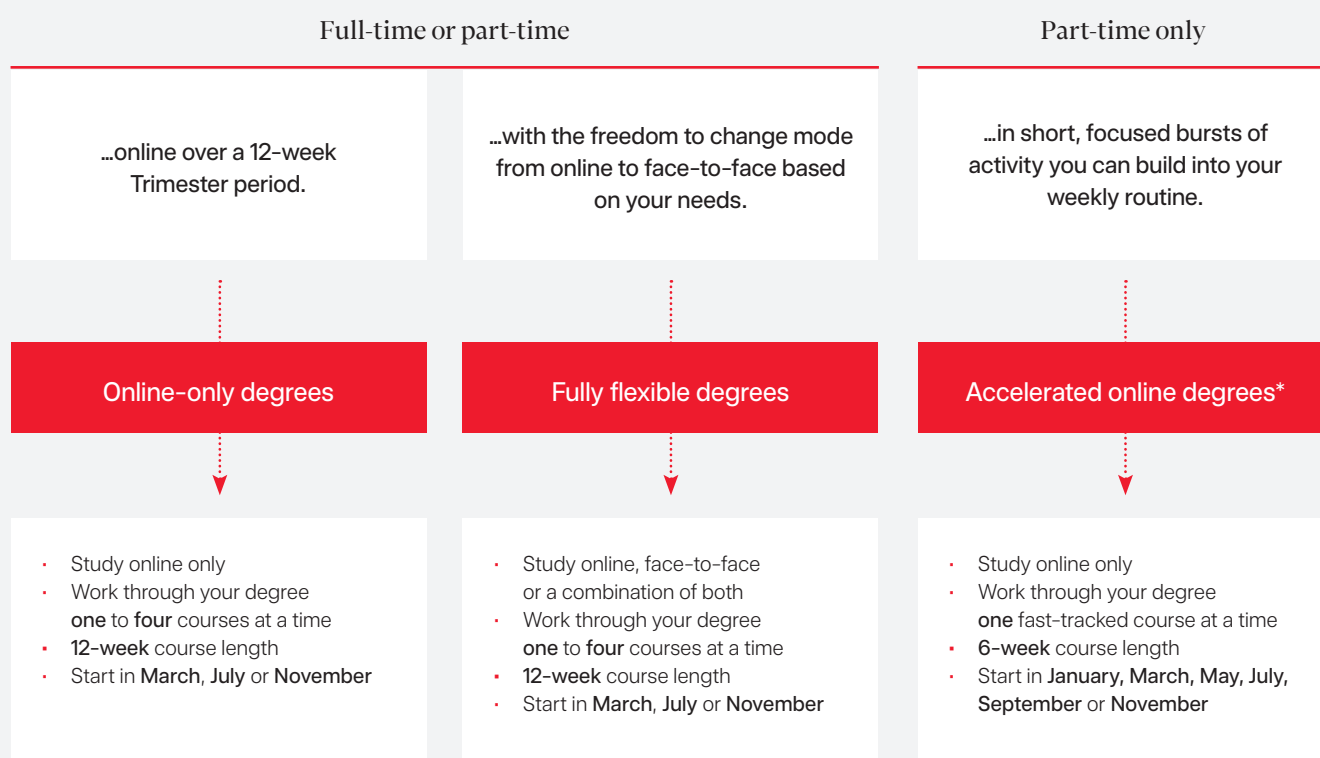 Full-time or part-time
Part-time only
...online over a 12-week
Trimester period.
...with the freedom to change mode
from online to face-to-face based
on your needs.
...in short, focused bursts of
activity you can build into your
weekly routine.
Online-only degrees
Fully flexible degrees
Accelerated online degrees*
· Study online only
· Work through your degree
one to four courses at a time
· 12-week course length
· Start in March, July or November
· Study online, face-to-face
or a combination of both
· Work through your degree
one to four courses at a time
· 12-week course length
· Start in March, July or November
· Study online only
· Work through your degree
one fast-tracked course at a time
· 6-week course length
· Start in January, March, May, July,
September or November